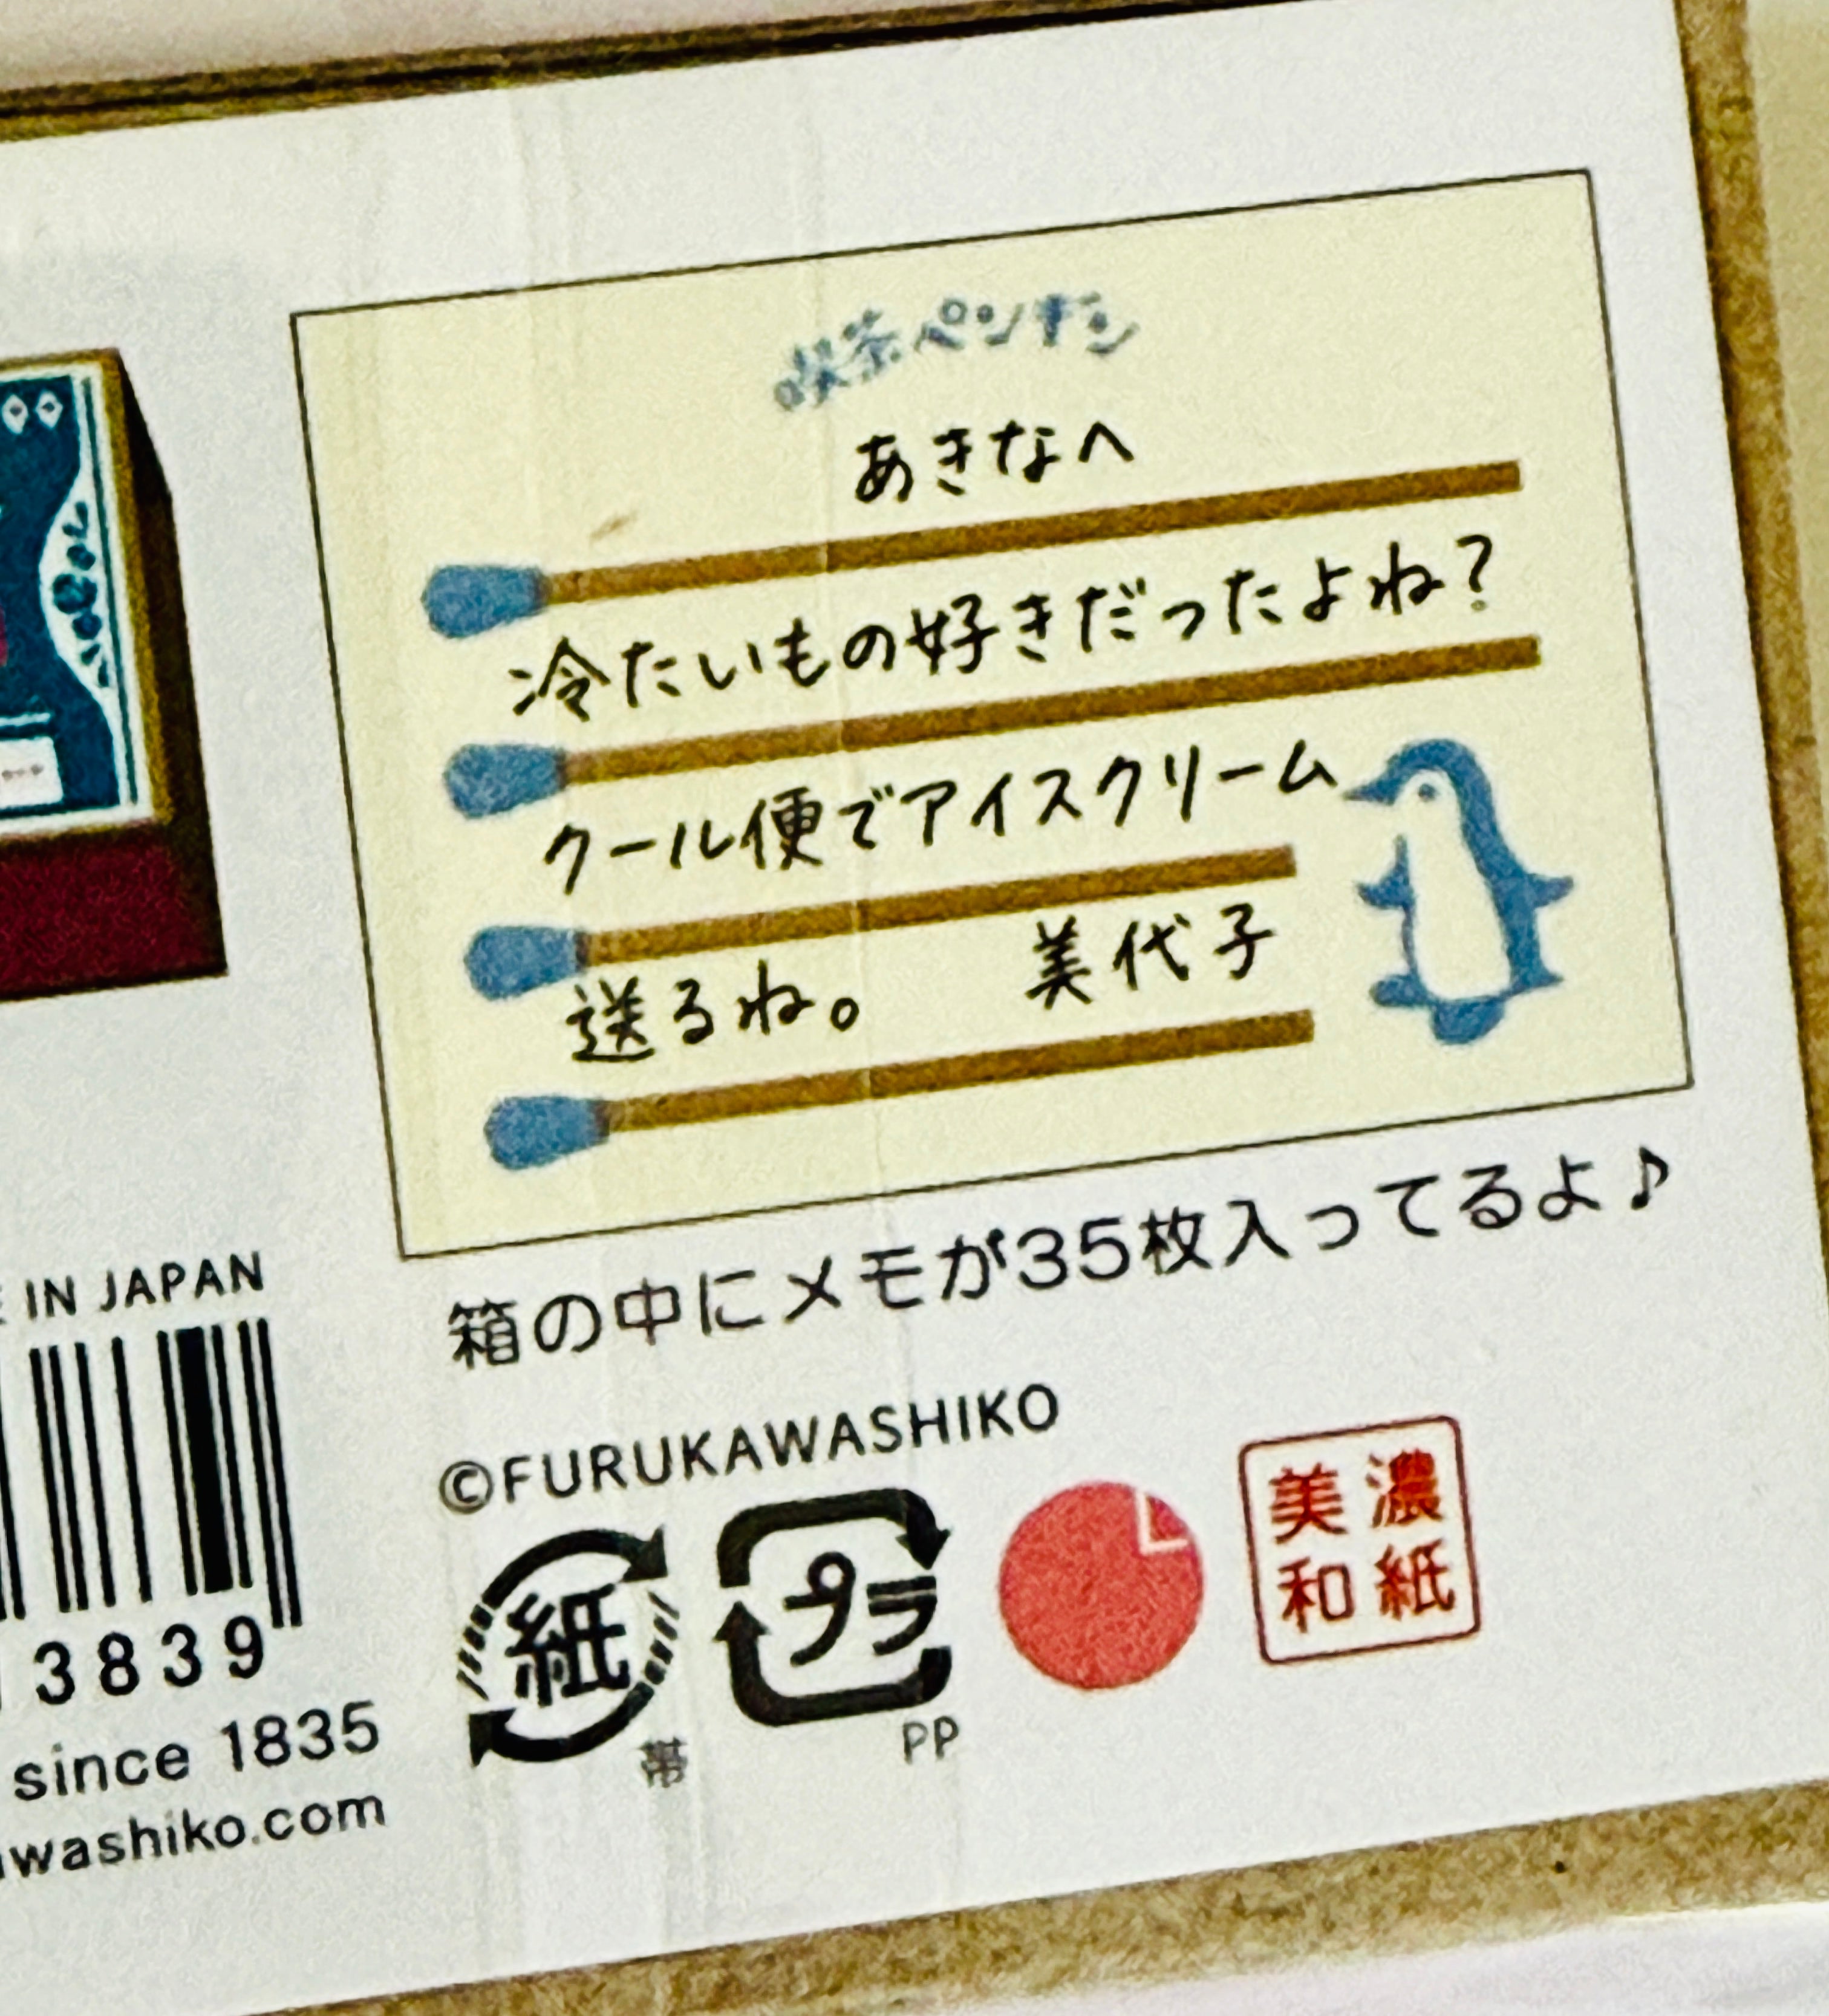 喫茶ペンギン
あきなへ
冷たいもの好きだったよね?
クール便でアイスクリーム
送るね。 美代子
箱の中にメモが35枚入ってるよ♪
IN JAPAN
3839
since 1835
washiko.com
©FURUKAWASHIKO
紙
帯
プラ
PP
美濃
和紙